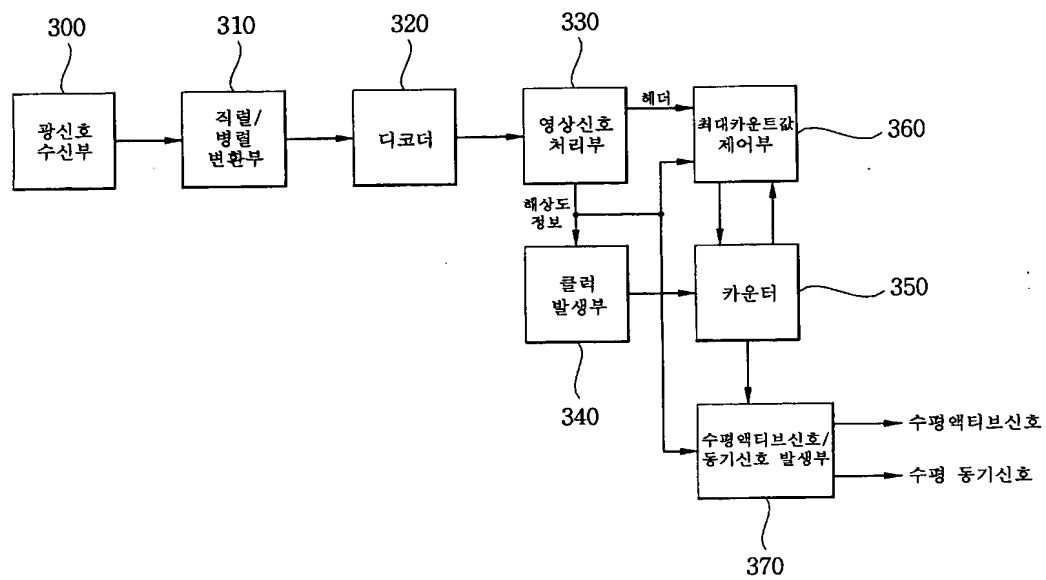 300
310
320
330
광신호
수신부
직렬/
병렬
변환부
디코더
영상신호
처리부
헤더
최대카운트값
제어부
360
해상도
정보
클럭
발생부
340
카운터
350
수평액티브신호/
동기신호 발생부
370
수평액티브신호
수평 동기신호